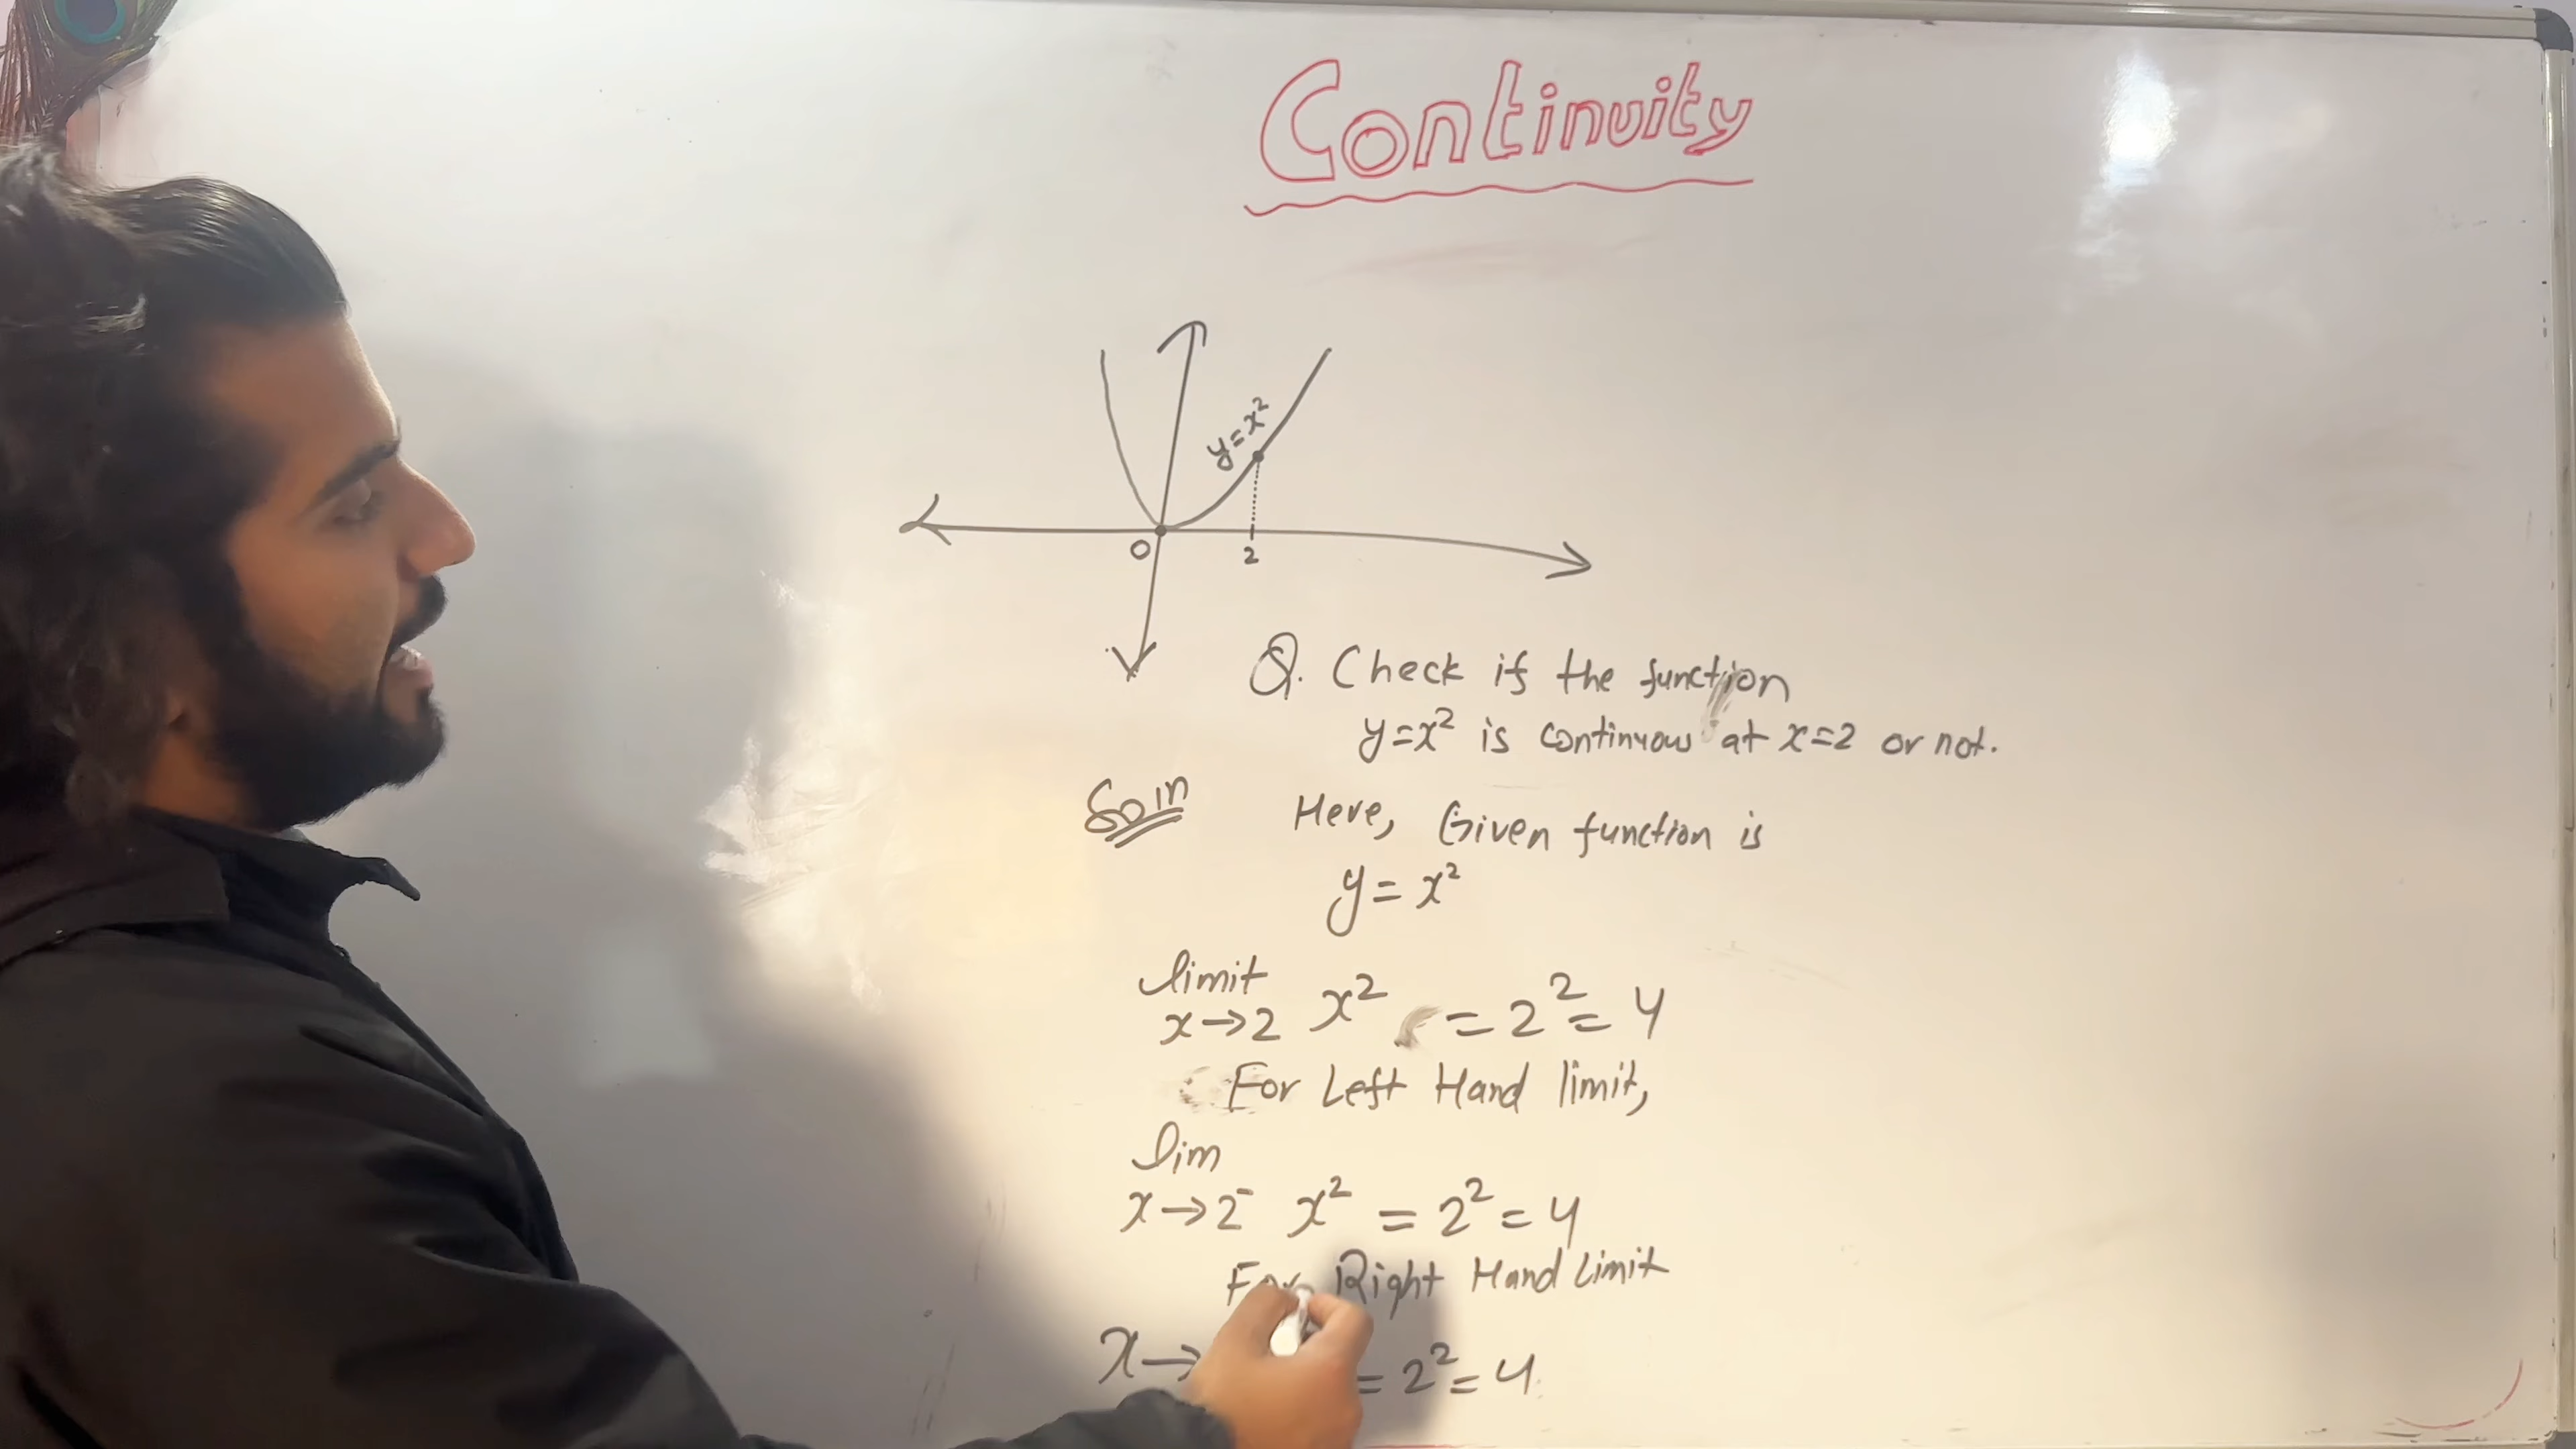 Continuity
y=x²
0
2
Q. Check if the function
y=x² is continuous at x=2 or not.
Soln
Here, Given function is
y = x²
limit
x→2 x² = 2² = 4
For Left Hand limit,
lim
x→2⁻ x² = 2² = 4
For Right Hand Limit
x→ = 2² = 4